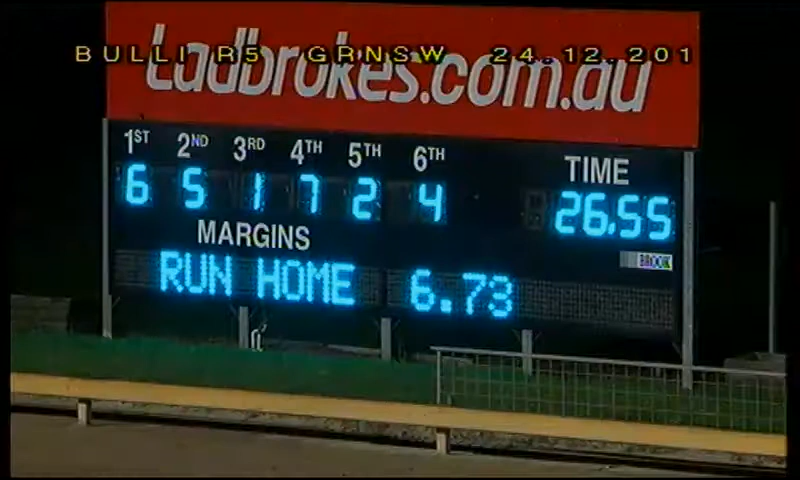 BULLI R5 GRNSW 24.12.201
Ladbrokes.com.au
1ST 2ND 3RD 4TH 5TH 6TH TIME
6 5 1 7 2 4 26.55
MARGINS
BROOK
RUN HOME 6.73